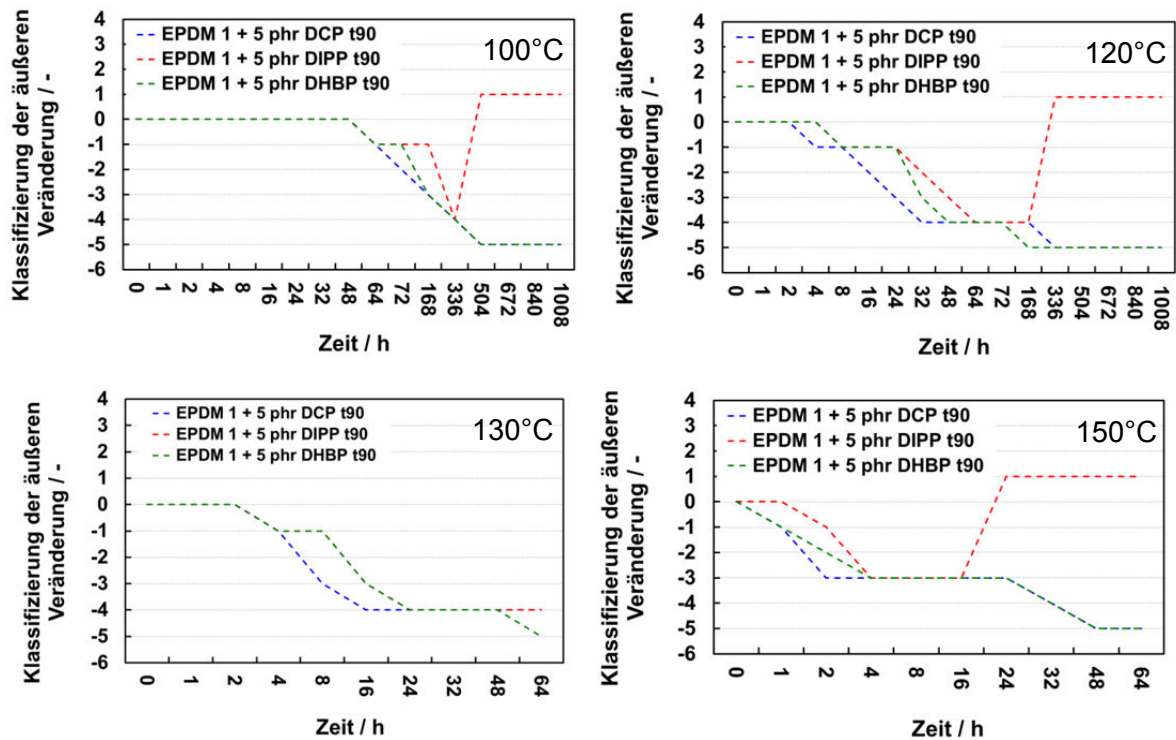 Klassifizierung der äußeren
Veränderung / -
4
3
2
1
0
-1
-2
-3
-4
-5
-6
EPDM 1 + 5 phr DCP t90
EPDM 1 + 5 phr DIPP t90
EPDM 1 + 5 phr DHBP t90
100°C
0 1 2 4 8 16 24 32 48 64 72 168 336 504 672 840 1008
Zeit / h
Klassifizierung der äußeren
Veränderung / -
4
3
2
1
0
-1
-2
-3
-4
-5
-6
EPDM 1 + 5 phr DCP t90
EPDM 1 + 5 phr DIPP t90
EPDM 1 + 5 phr DHBP t90
120°C
0 1 2 4 8 16 24 32 48 64 72 168 336 504 672 840 1008
Zeit / h
Klassifizierung der äußeren
Veränderung / -
4
3
2
1
0
-1
-2
-3
-4
-5
-6
EPDM 1 + 5 phr DCP t90
EPDM 1 + 5 phr DIPP t90
EPDM 1 + 5 phr DHBP t90
130°C
0 1 2 4 8 16 24 32 48 64
Zeit / h
Klassifizierung der äußeren
Veränderung / -
4
3
2
1
0
-1
-2
-3
-4
-5
-6
EPDM 1 + 5 phr DCP t90
EPDM 1 + 5 phr DIPP t90
EPDM 1 + 5 phr DHBP t90
150°C
0 1 2 4 8 16 24 32 48 64
Zeit / h